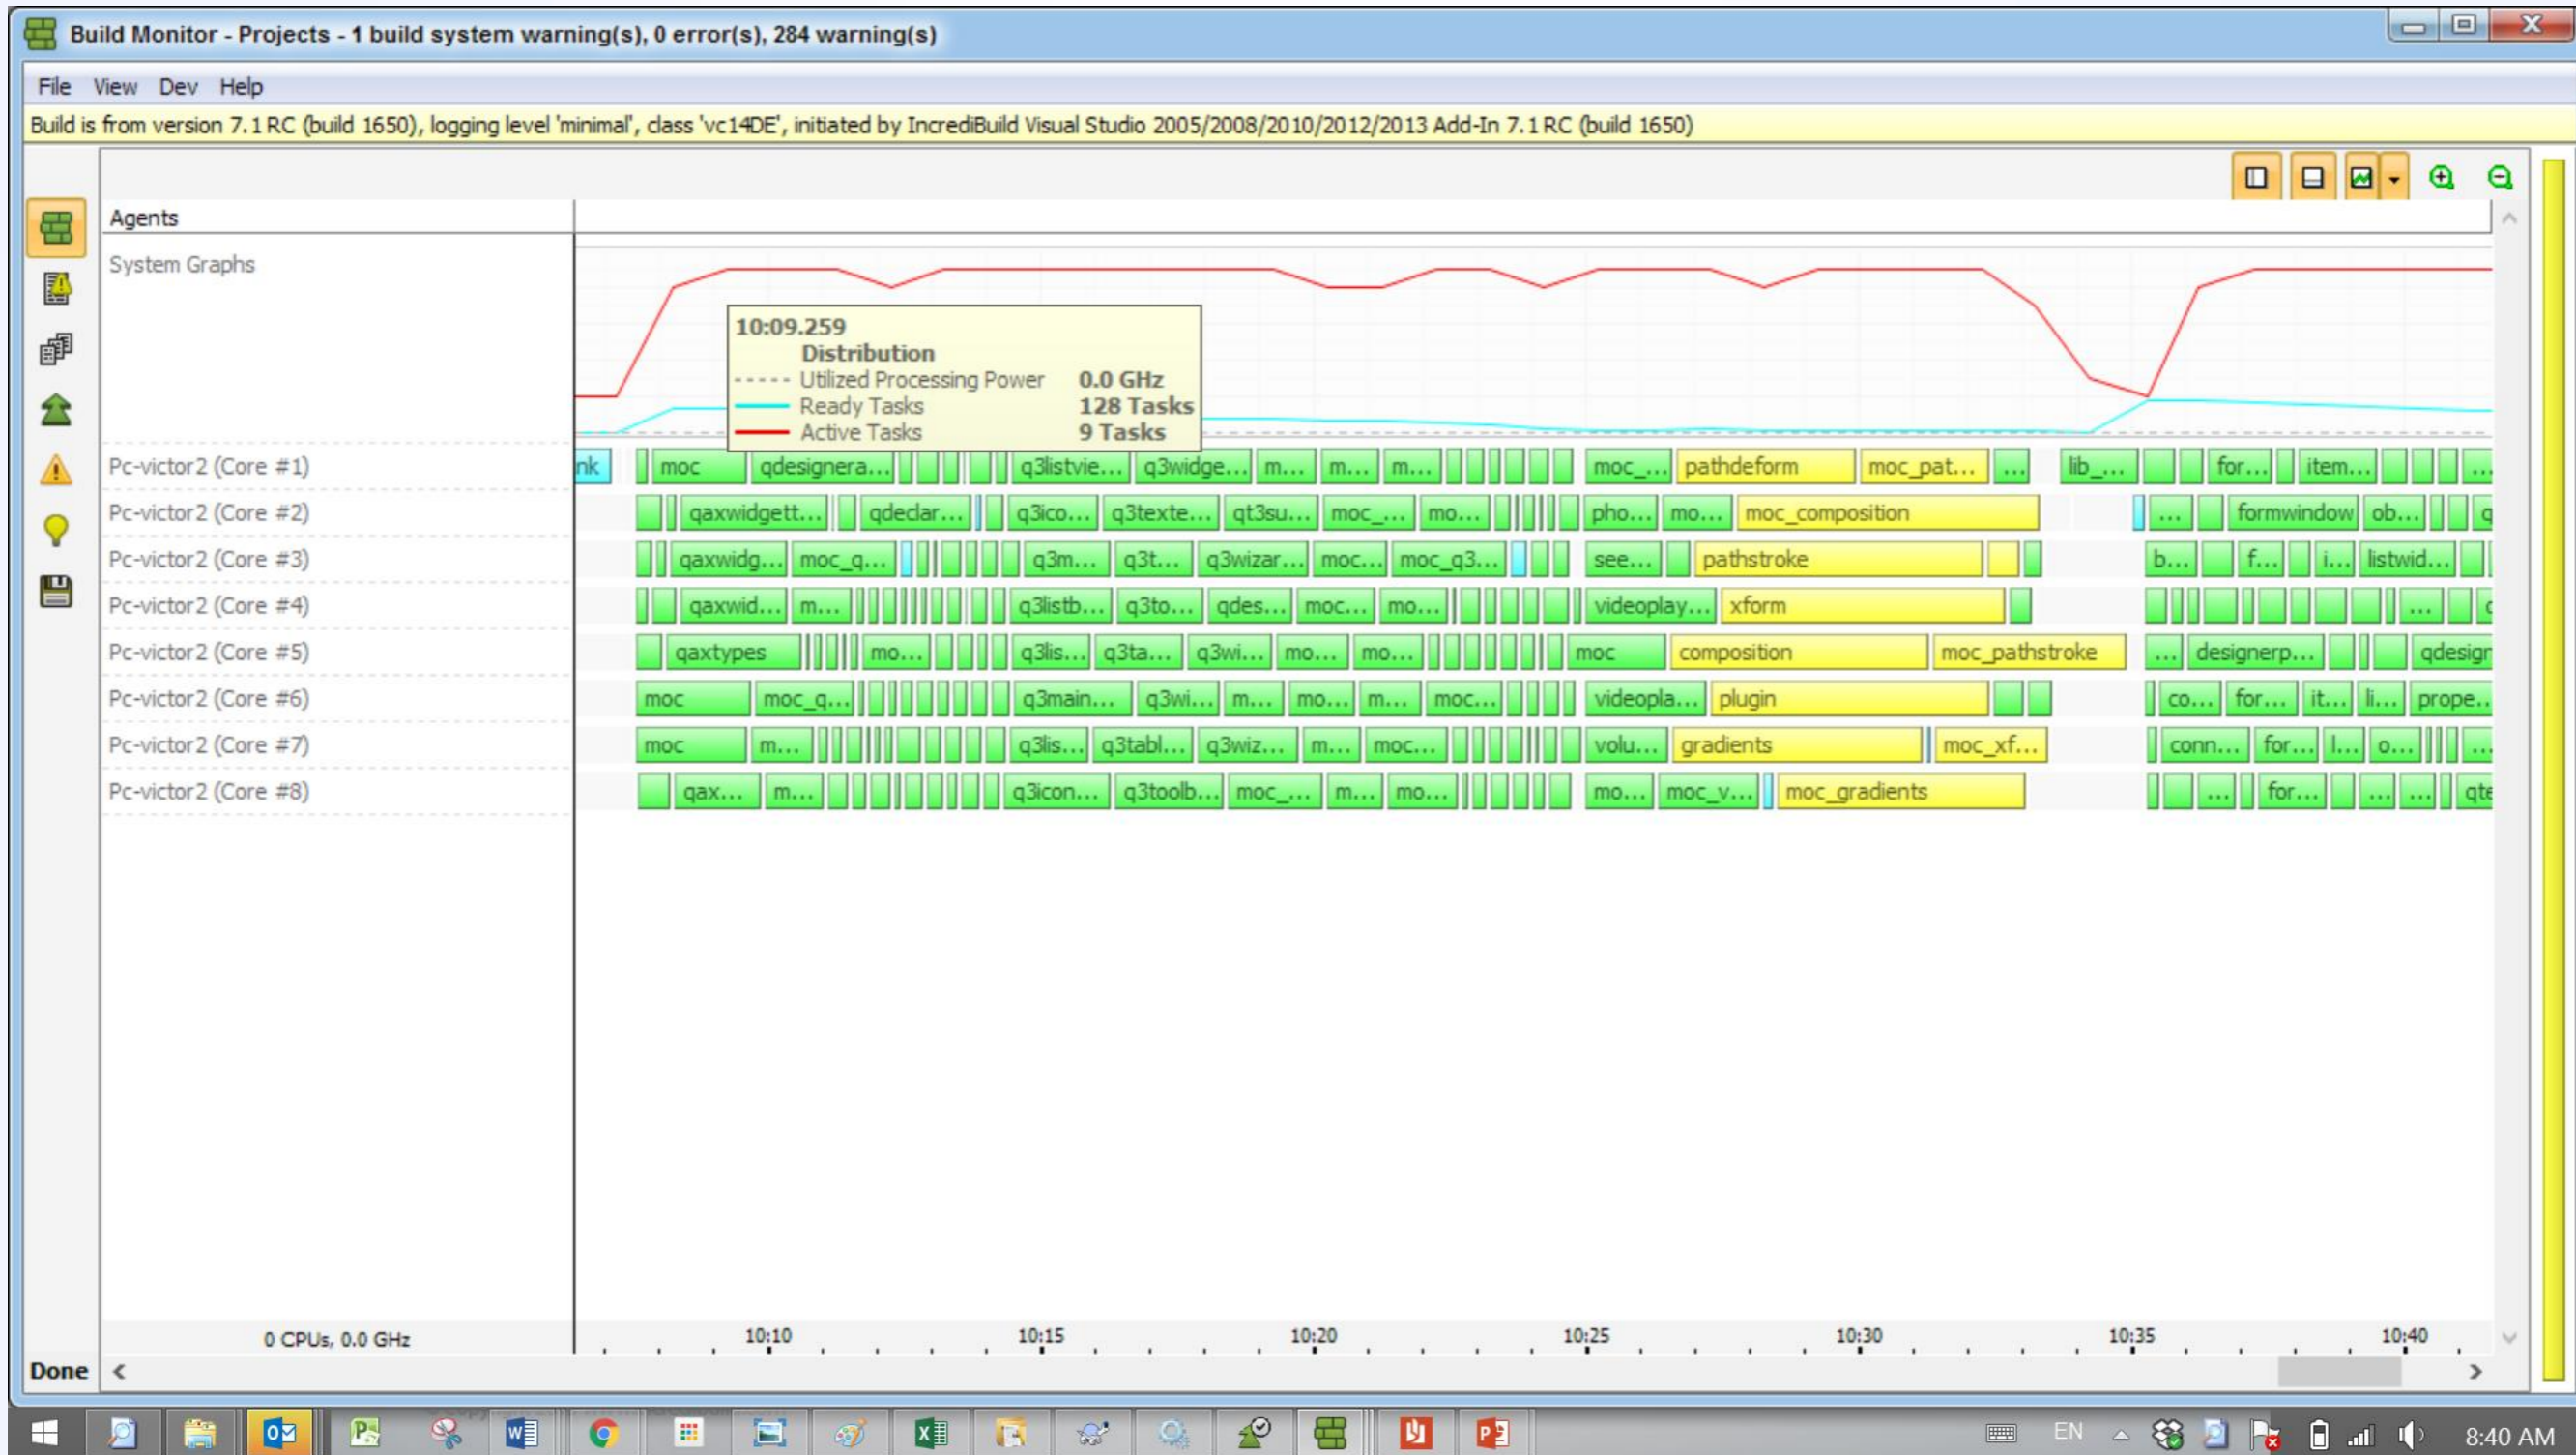 Build Monitor - Projects - 1 build system warning(s), 0 error(s), 284 warning(s)
File View Dev Help
Build is from version 7.1 RC (build 1650), logging level 'minimal', class 'vc14DE', initiated by IncrediBuild Visual Studio 2005/2008/2010/2012/2013 Add-In 7.1 RC (build 1650)
Agents
System Graphs
10:09.259
Distribution
Utilized Processing Power 0.0 GHz
Ready Tasks 128 Tasks
Active Tasks 9 Tasks
Pc-victor2 (Core #1) nk moc qdesignera... q3listvie... q3widge... m... m... m... moc_... pathdeform moc_pat... ... lib_... for... item... ...
Pc-victor2 (Core #2) qaxwidgett... qdeclar... q3ico... q3texte... qt3su... moc_... mo... pho... mo... moc_composition ... formwindow ob... q
Pc-victor2 (Core #3) qaxwidg... moc_q... q3m... q3t... q3wizar... moc... moc_q3... see... pathstroke b... f... i... listwid...
Pc-victor2 (Core #4) qaxwid... m... q3listb... q3to... qdes... moc... mo... videoplay... xform ...
Pc-victor2 (Core #5) qaxtypes mo... q3lis... q3ta... q3wi... mo... mo... moc composition moc_pathstroke ... designerp... qdesigr
Pc-victor2 (Core #6) moc moc_q... q3main... q3wi... m... mo... m... moc... videopla... plugin co... for... it... li... prope..
Pc-victor2 (Core #7) moc m... q3lis... q3tabl... q3wiz... m... moc... volu... gradients moc_xf... conn... for... l... o... ...
Pc-victor2 (Core #8) qax... m... q3icon... q3toolb... moc_... m... mo... mo... moc_v... moc_gradients ... for... ... ... qte
0 CPUs, 0.0 GHz 10:10 10:15 10:20 10:25 10:30 10:35 10:40
Done
EN 8:40 AM